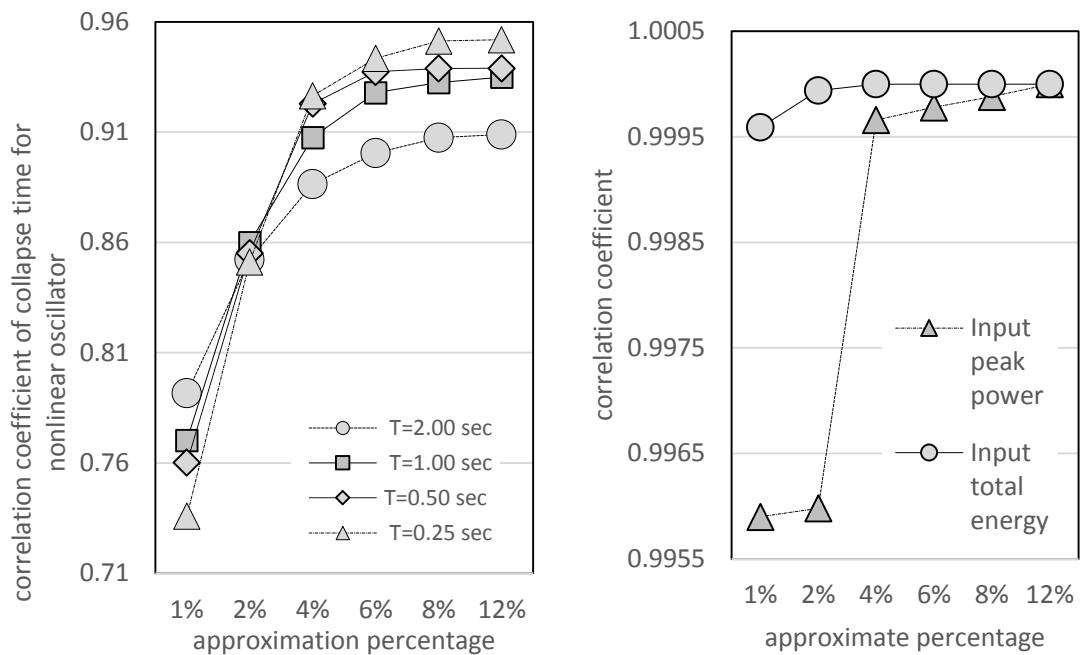 correlation coefficient of collapse time for
nonlinear oscillator
0.96
0.91
0.86
0.81
0.76
0.71
T=2.00 sec
T=1.00 sec
T=0.50 sec
T=0.25 sec
1% 2% 4% 6% 8% 12%
approximation percentage
correlation coefficient
1.0005
0.9995
0.9985
0.9975
0.9965
0.9955
Input
peak
power
Input
total
energy
1% 2% 4% 6% 8% 12%
approximate percentage